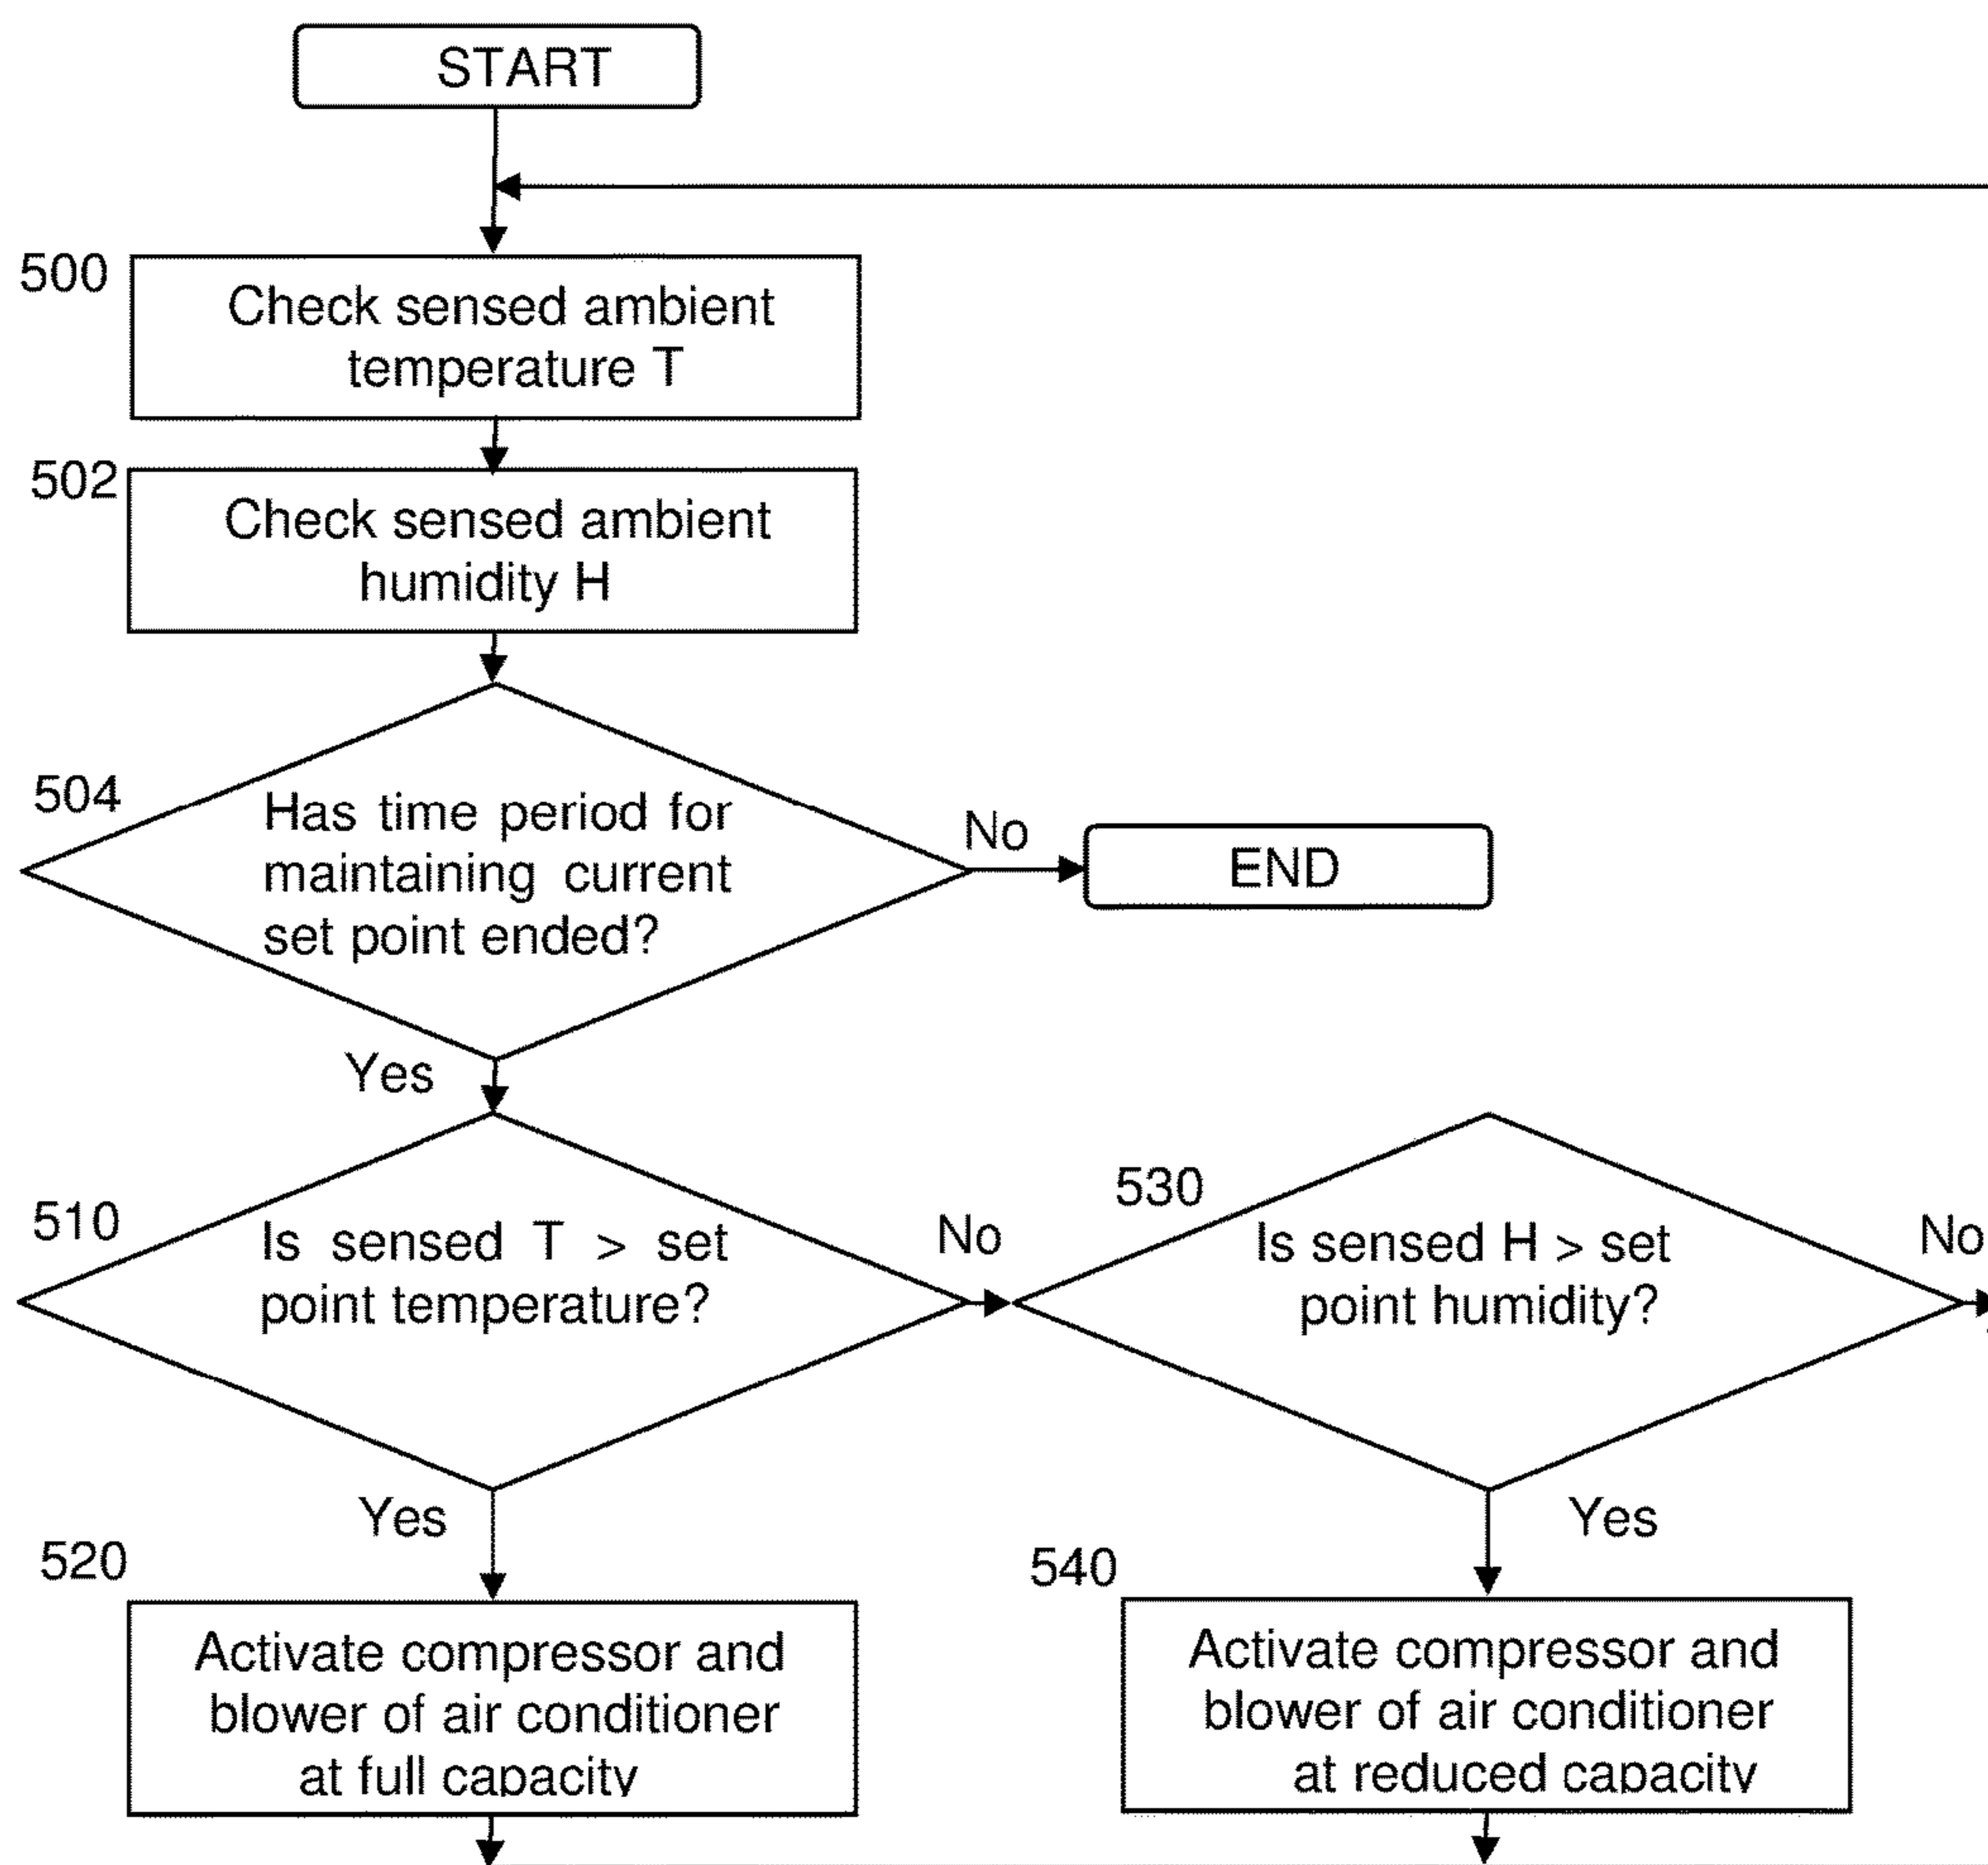 START
500
Check sensed ambient
temperature T
502
Check sensed ambient
humidity H
504
Has time period for
maintaining current
set point ended?
No
END
Yes
510
Is sensed T > set
point temperature?
No
530
Is sensed H > set
point humidity?
No
Yes
Yes
520
Activate compressor and
blower of air conditioner
at full capacity
540
Activate compressor and
blower of air conditioner
at reduced capacity